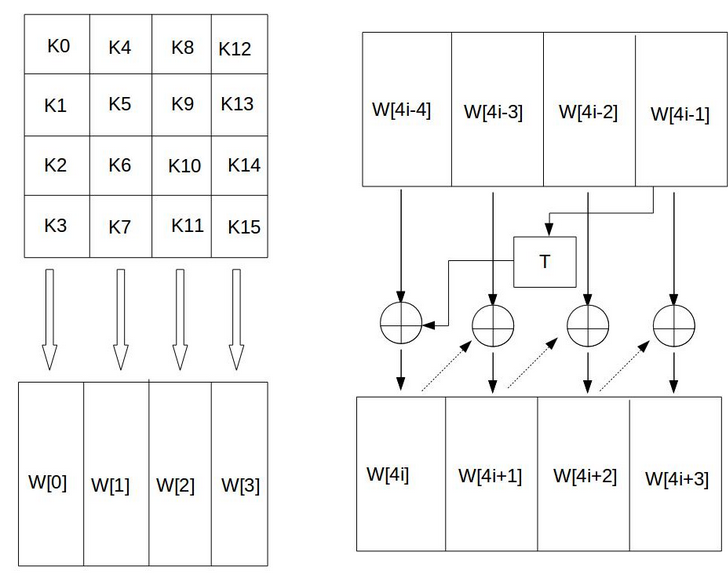 K0 K4 K8 K12
K1 K5 K9 K13
K2 K6 K10 K14
K3 K7 K11 K15
W[0] W[1] W[2] W[3]
W[4i-4] W[4i-3] W[4i-2] W[4i-1]
T
W[4i] W[4i+1] W[4i+2] W[4i+3]